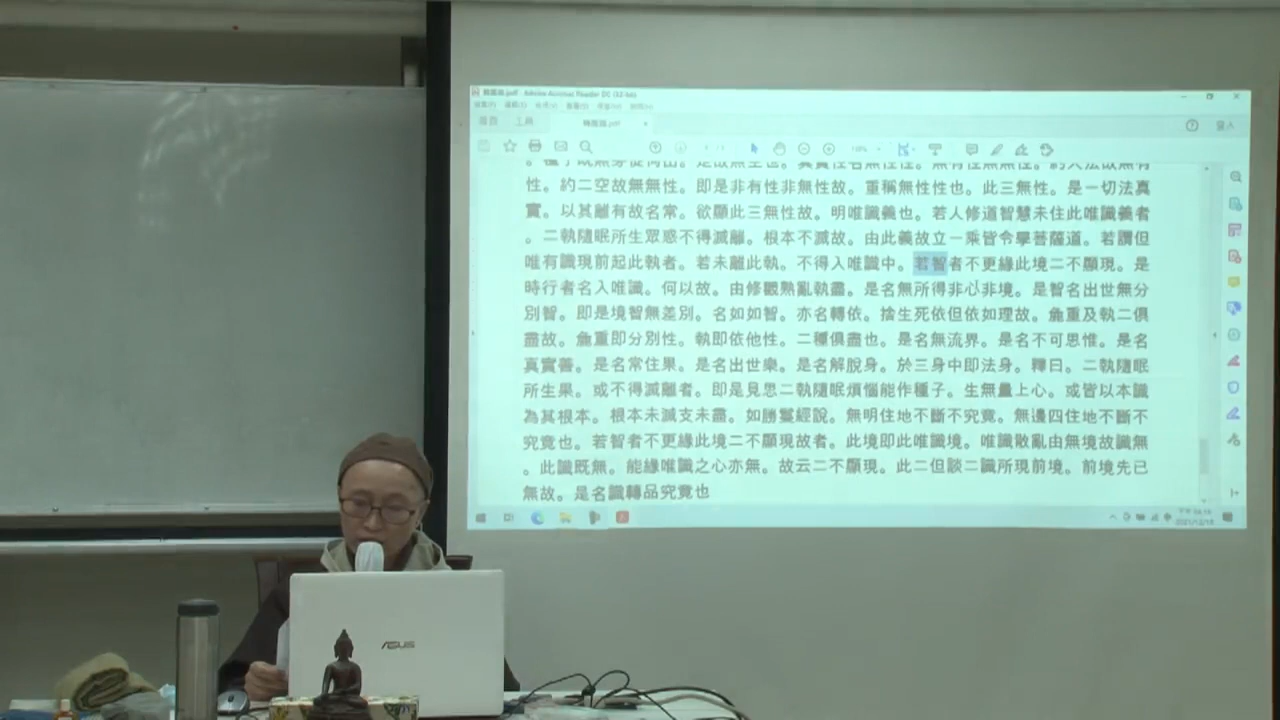 轉識論.pdf - Adobe Acrobat Reader DC (32-bit)
首頁 工具 轉識論.pdf 登入
性。約二空故無無性。即是非有性非無性故。重稱無性性也。此三無性。是一切法真
實。以其離有故名常。欲顯此三無性故。明唯識義也。若人修道智慧未住此唯識義者
。二執隨眠所生眾惑不得滅離。根本不滅故。由此義故立一乘皆令學菩薩道。若謂但
唯有識現前起此執者。若未離此執。不得入唯識中。若智者不更緣此境二不顯現。是
時行者名入唯識。何以故。由修觀熟亂執盡。是名無所得非心非境。是智名出世無分
別智。即是境智無差別。名如如智。亦名轉依。捨生死依但依如理故。麁重及執二俱
盡故。麁重即分別性。執即依他性。二種俱盡也。是名無流界。是名不可思惟。是名
真實善。是名常住果。是名出世樂。是名解脫身。於三身中即法身。釋曰。二執隨眠
所生果。或不得滅離者。即是見思二執隨眠煩惱能作種子。生無量上心。或皆以本識
為其根本。根本未滅支未盡。如勝鬘經說。無明住地不斷不究竟。無邊四住地不斷不
究竟也。若智者不更緣此境二不顯現故者。此境即此唯識境。唯識散亂由無境故識無
。此識既無。能緣唯識之心亦無。故云二不顯現。此二但談二識所現前境。前境先已
無故。是名識轉品究竟也
ASUS